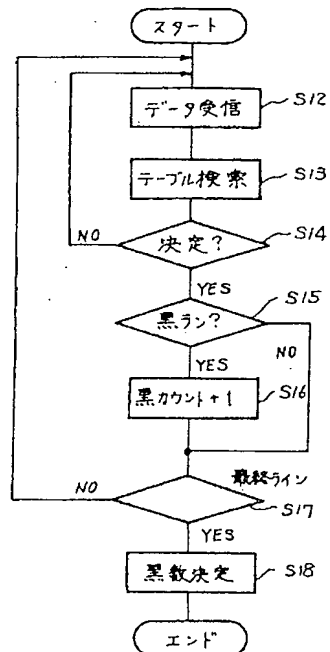 スタート
データ受信
S12
テーブル検索
S13
決定?
S14
NO
YES
S15
黒ラン?
NO
YES
黒カウント+1
S16
最終ライン
NO
S17
YES
黒数決定
S18
エンド